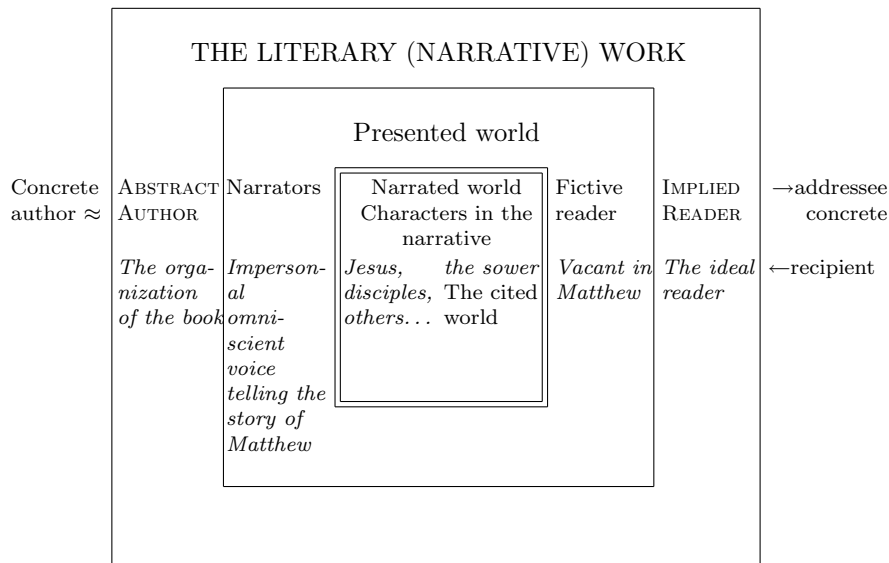 THE LITERARY (NARRATIVE) WORK
Presented world
Concrete author ≈
ABSTRACT AUTHOR
Narrators
Narrated world
Characters in the
narrative
Fictive
reader
IMPLIED
READER
→addressee
concrete
The orga-
nization
of the book
Imperson-
al
omni-
scient
voice
telling the
story of
Matthew
Jesus,
disciples,
others...
the sower
The cited
world
Vacant in
Matthew
The ideal
reader
←recipient